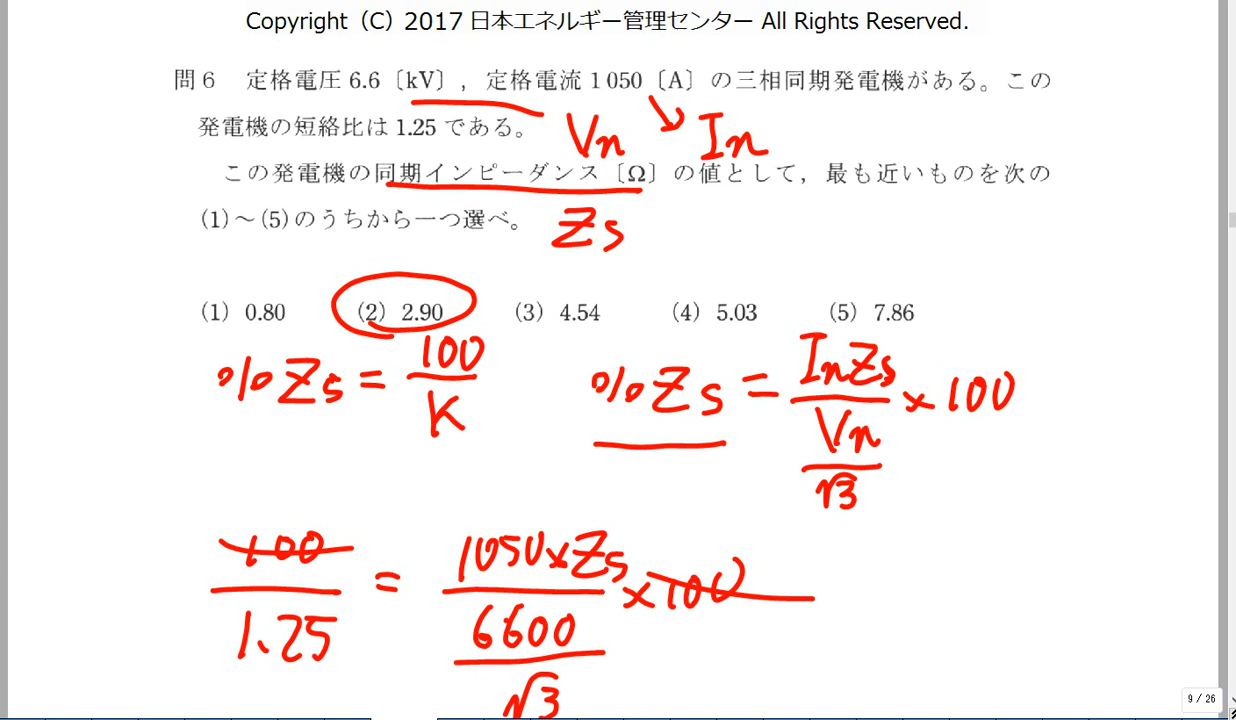 Copyright（C）2017 日本エネルギー管理センター All Rights Reserved.
問6　定格電圧 6.6〔kV〕，定格電流 1 050〔A〕の三相同期発電機がある。この
発電機の短絡比は 1.25 である。
Vn In
この発電機の同期インピーダンス〔Ω〕の値として，最も近いものを次の
(1)～(5)のうちから一つ選べ。
Zs
(1) 0.80 (2) 2.90 (3) 4.54 (4) 5.03 (5) 7.86
%Zs = 100/K %Zs = InZs/(Vn/√3) × 100
100/1.25 = 1050×Zs/(6600/√3) ×100
9 / 26